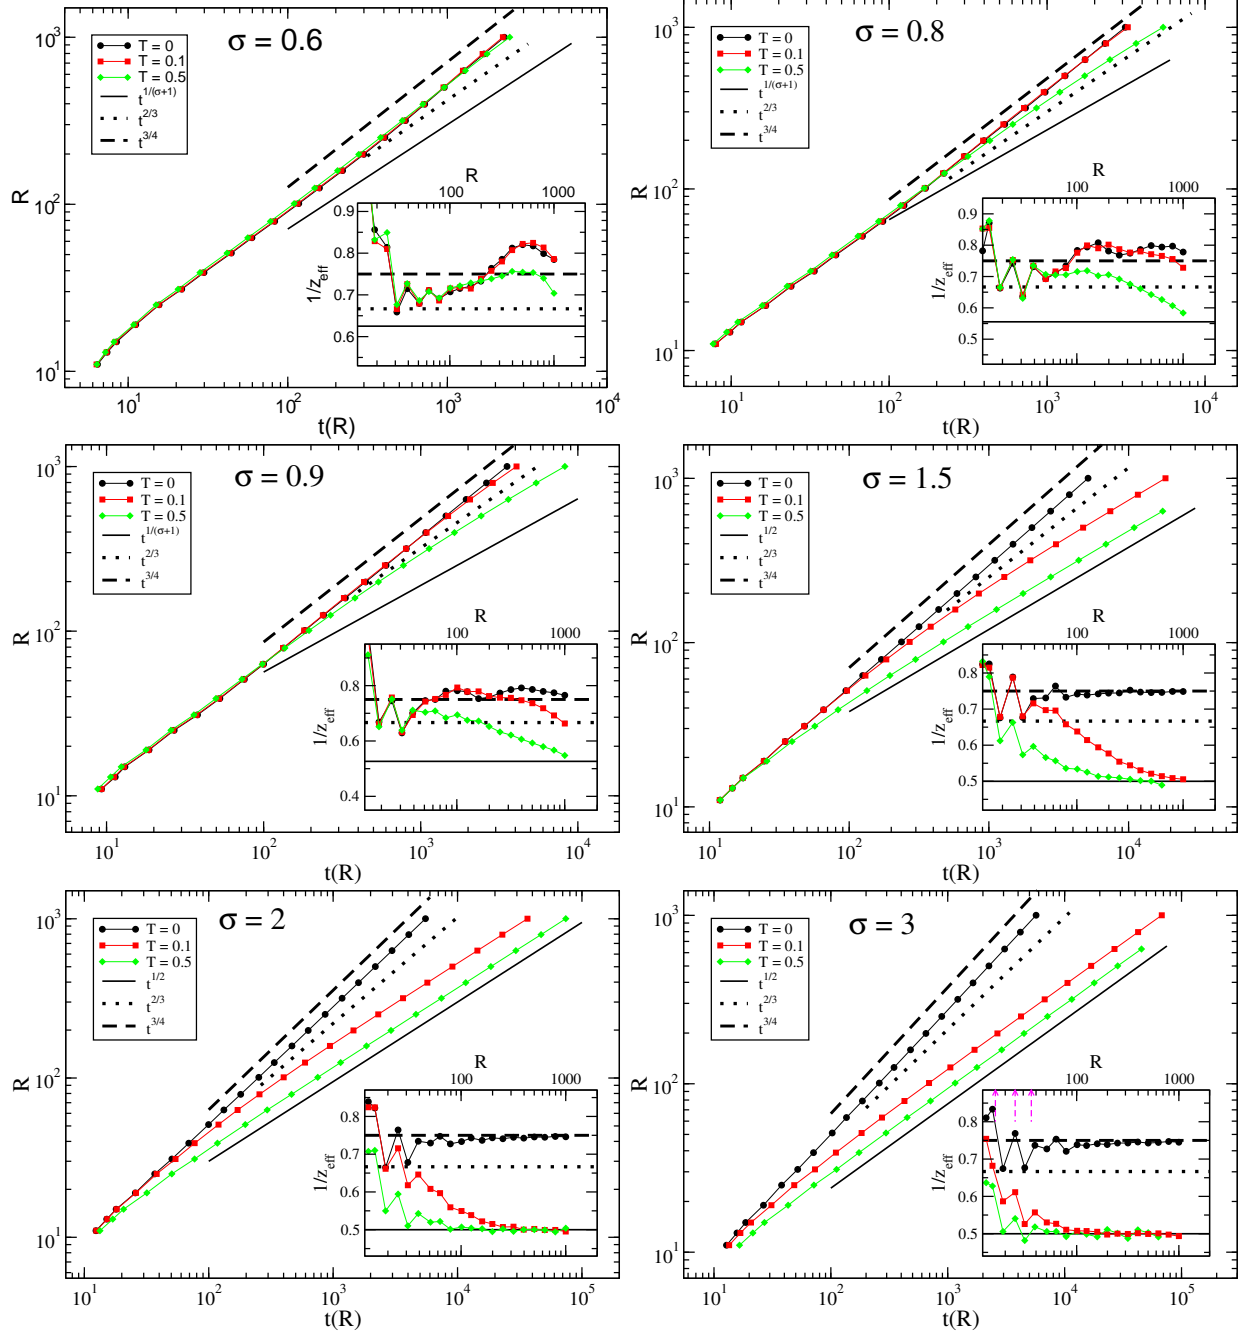 σ = 0.6
R
10^3
10^2
10^1
T = 0
T = 0.1
T = 0.5
t^1/(σ+1)
t^2/3
t^3/4
R
100 1000
1/z_eff
0.9
0.8
0.7
0.6
10^1 10^2 10^3 10^4
t(R)
σ = 0.8
R
10^3
10^2
10^1
T = 0
T = 0.1
T = 0.5
t^1/(σ+1)
t^2/3
t^3/4
R
100 1000
1/z_eff
0.9
0.8
0.7
0.6
0.5
10^1 10^2 10^3 10^4
t(R)
σ = 0.9
R
10^3
10^2
10^1
T = 0
T = 0.1
T = 0.5
t^1/(σ+1)
t^2/3
t^3/4
R
100 1000
1/z_eff
0.9
0.8
0.7
0.6
0.5
0.4
10^1 10^2 10^3 10^4
t(R)
σ = 1.5
R
10^3
10^2
10^1
T = 0
T = 0.1
T = 0.5
t^1/2
t^2/3
t^3/4
R
100 1000
1/z_eff
0.8
0.7
0.6
0.5
10^1 10^2 10^3 10^4
t(R)
σ = 2
R
10^3
10^2
10^1
T = 0
T = 0.1
T = 0.5
t^1/2
t^2/3
t^3/4
R
100 1000
1/z_eff
0.8
0.7
0.6
0.5
10^1 10^2 10^3 10^4 10^5
t(R)
σ = 3
R
10^3
10^2
10^1
T = 0
T = 0.1
T = 0.5
t^1/2
t^2/3
t^3/4
R
100 1000
1/z_eff
0.8
0.7
0.6
0.5
10^1 10^2 10^3 10^4 10^5
t(R)